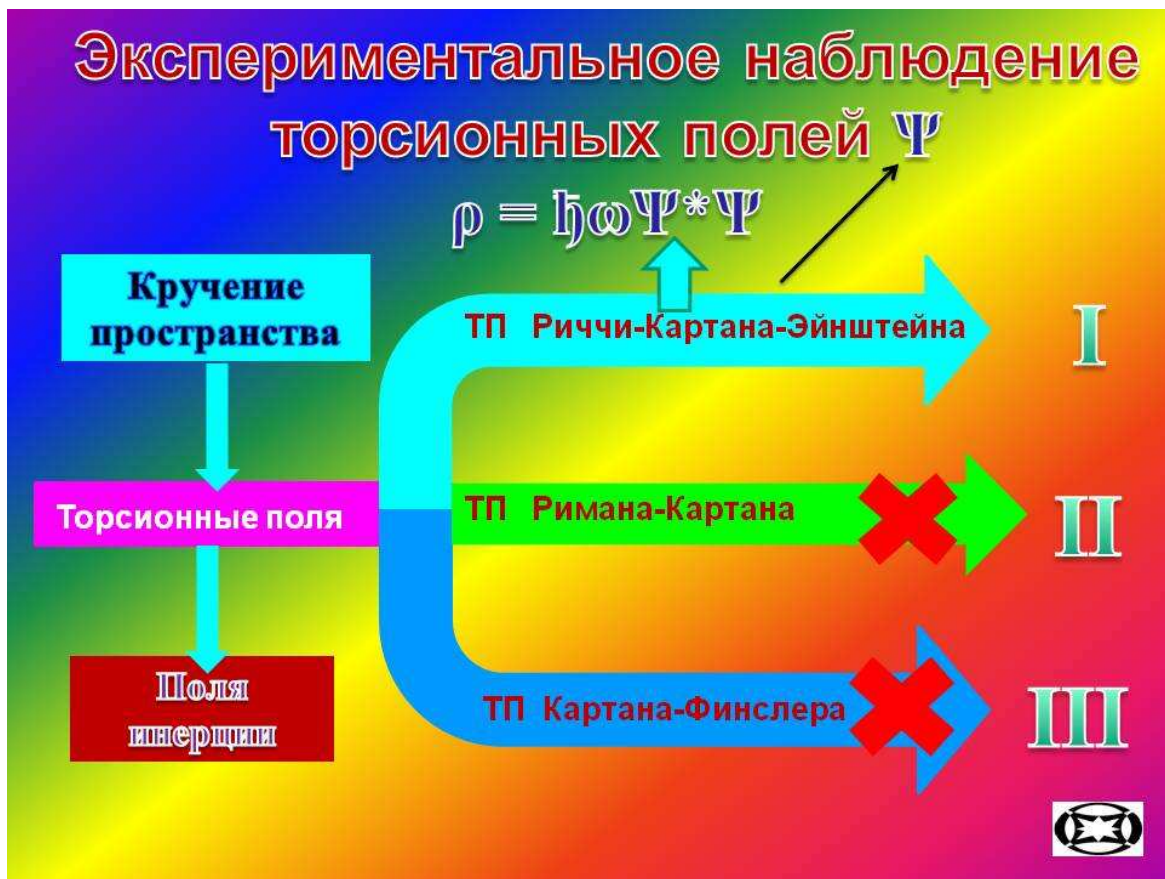 Экспериментальное наблюдение
торсионных полей Ψ
ρ = ђωΨ*Ψ
Кручение
пространства
ТП Риччи-Картана-Эйнштейна
I
Торсионные поля
ТП Римана-Картана
II
Поля
инерции
ТП Картана-Финслера
III